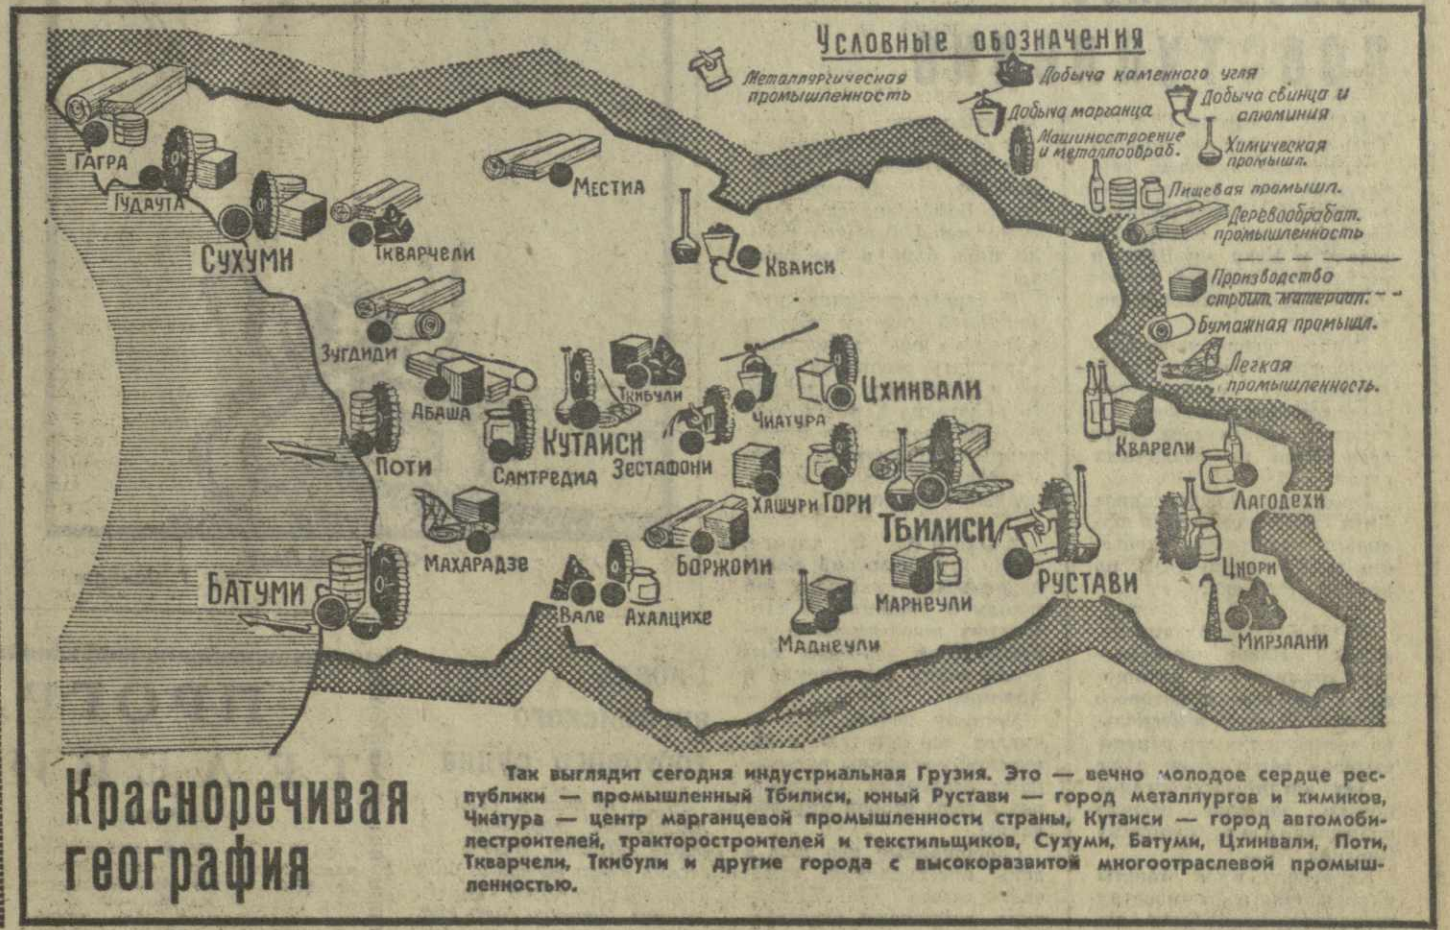 Условные обозначения
Металлургическая
промышленность
Добыча каменного угля
Добыча марганца
Добыча свинца и
алюминия
Машиностроение
и металлообраб.
Химическая
промышл.
Пищевая промышл.
Деревообрабат.
промышленность
Производство
строит. материал.
Бумажная промышл.
Легкая
промышленность.
Гагра
Гудаута
Сухуми
Ткварчели
Местиа
Кваиси
Зугдиди
Абаша
Поти
Самтредиа
Кутаиси
Ткибули
Зестафони
Чиатура
Цхинвали
Хашури
Гори
Тбилиси
Кварели
Лагодехи
Махарадзе
Батуми
Вале
Ахалцихе
Боржоми
Маднеули
Марнеули
Рустави
Цнори
Мирзаани
Красноречивая
география
Так выглядит сегодня индустриальная Грузия. Это — вечно молодое сердце рес-
публики — промышленный Тбилиси, юный Рустави — город металлургов и химиков,
Чиатура — центр марганцевой промышленности страны, Кутаиси — город автомоби-
лестроителей, тракторостроителей и текстильщиков, Сухуми, Батуми, Цхинвали, Поти,
Ткварчели, Ткибули и другие города с высокоразвитой многоотраслевой промыш-
ленностью.